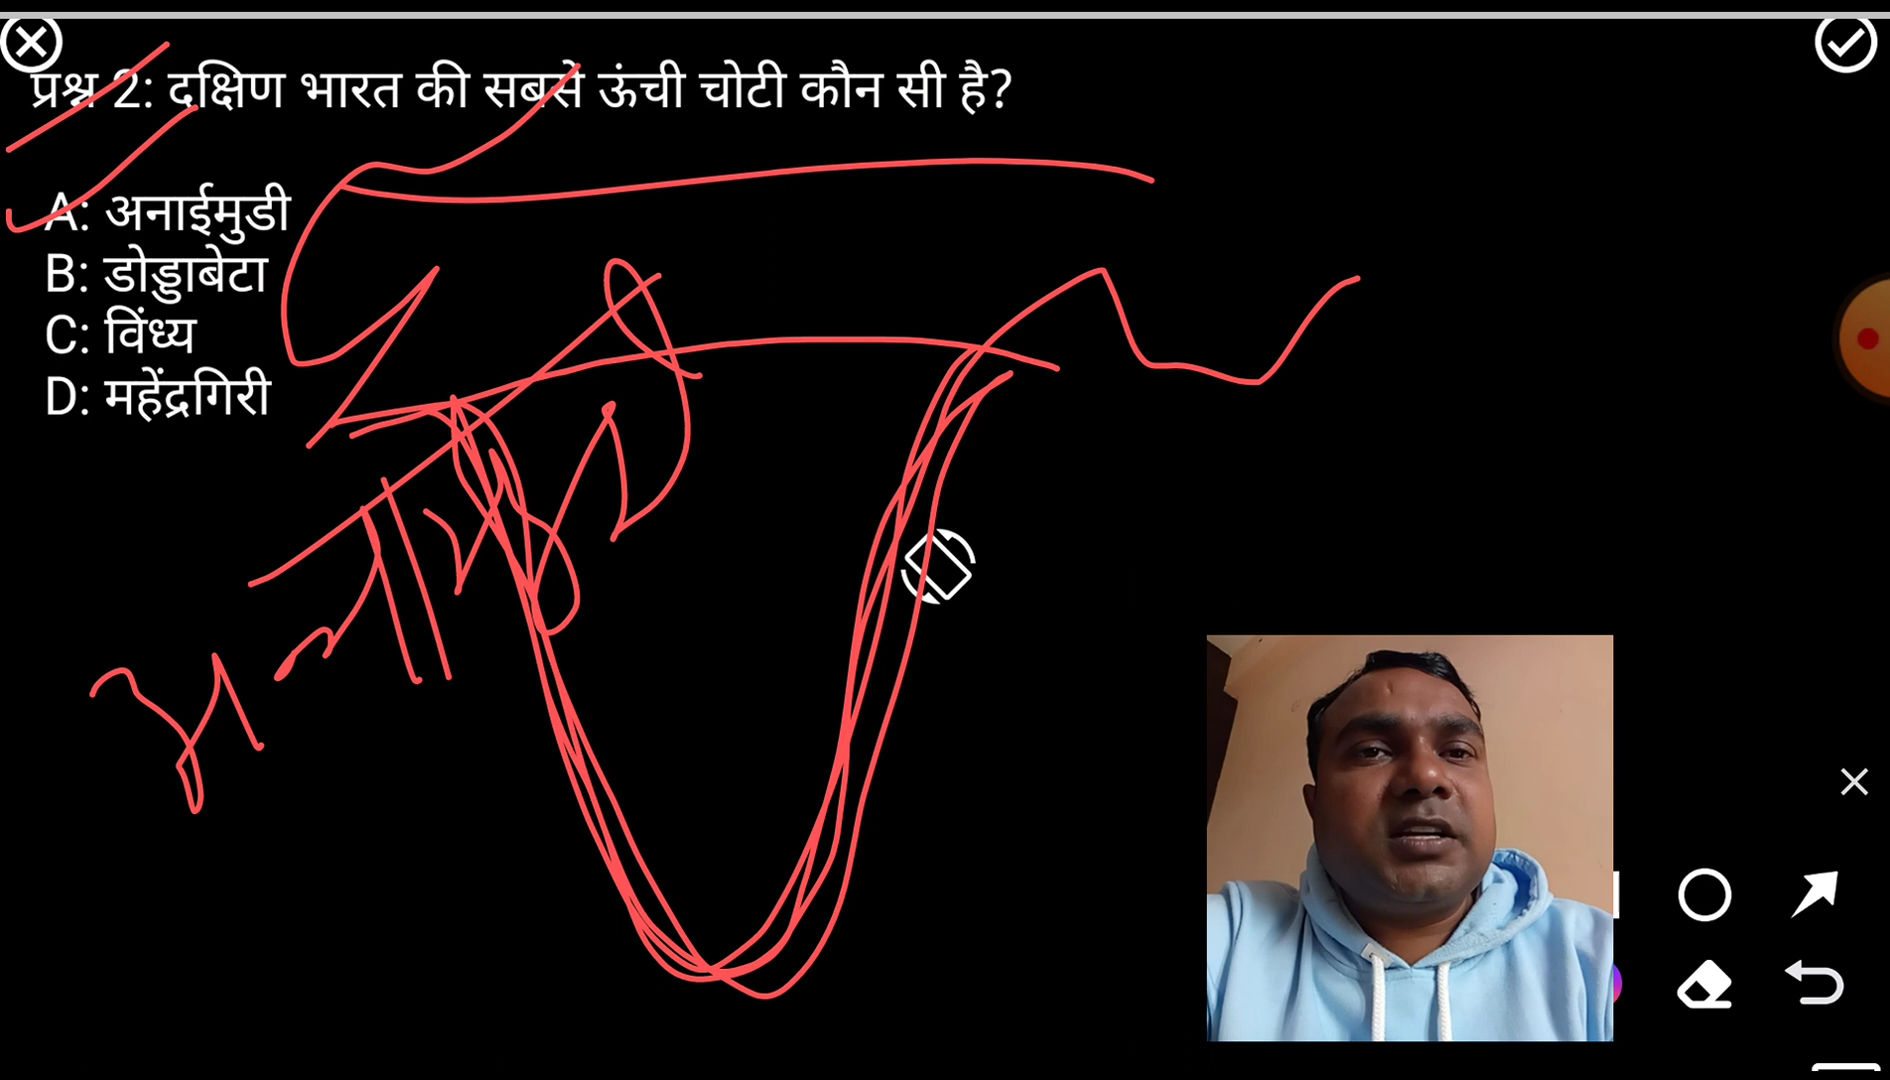 प्रश्न 2: दक्षिण भारत की सबसे ऊंची चोटी कौन सी है?
A: अनाईमुडी
B: डोड्डाबेटा
C: विंध्य
D: महेंद्रगिरी